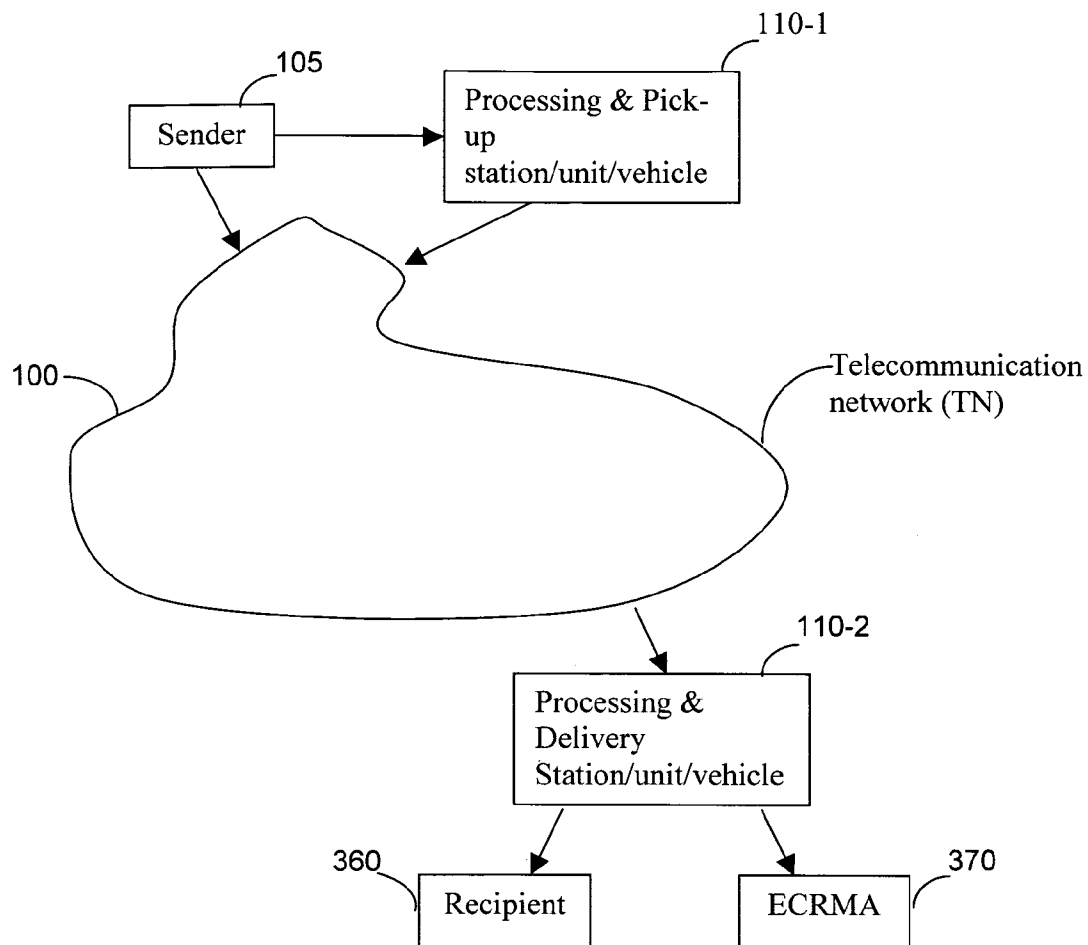 110-1
105
Processing & Pick-
up
station/unit/vehicle
Sender
100
Telecommunication
network (TN)
110-2
Processing &
Delivery
Station/unit/vehicle
360
Recipient
370
ECRMA